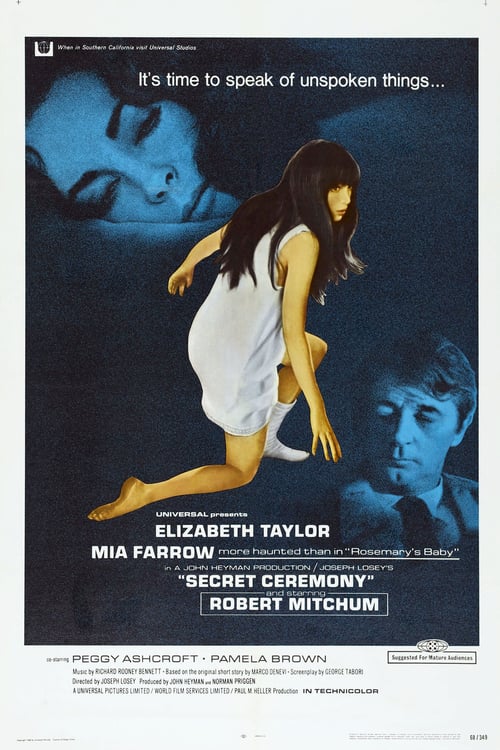 When in Southern California visit Universal Studios
It's time to speak of unspoken things...
UNIVERSAL presents
ELIZABETH TAYLOR
MIA FARROW more haunted than in "Rosemary's Baby"
in A JOHN HEYMAN PRODUCTION / JOSEPH LOSEY'S
"SECRET CEREMONY"
and starring
ROBERT MITCHUM
co-starring PEGGY ASHCROFT · PAMELA BROWN
Suggested For Mature Audiences
Music by RICHARD RODNEY BENNETT · Based on the original short story by MARCO DENEVI · Screenplay by GEORGE TABORI
Directed by JOSEPH LOSEY Produced by JOHN HEYMAN and NORMAN PRIGGEN
A UNIVERSAL PICTURES LIMITED / WORLD FILM SERVICES LIMITED / PAUL M. HELLER Production IN TECHNICOLOR
68/349